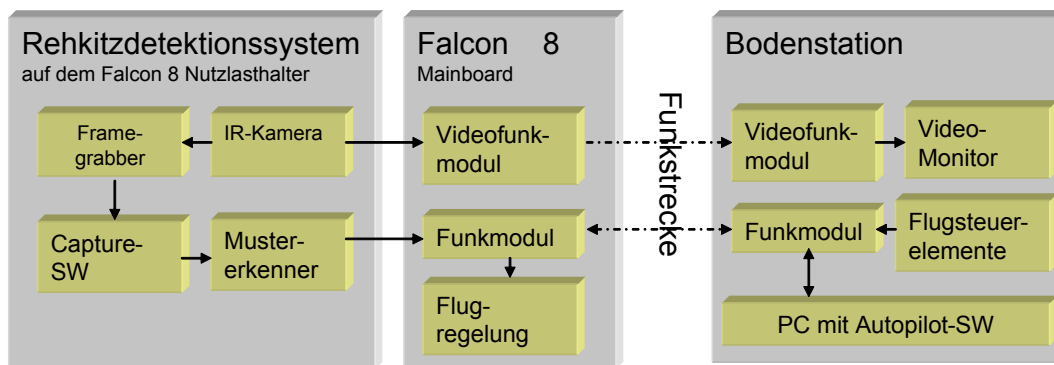 Rehkitzdetektionssystem
auf dem Falcon 8 Nutzlasthalter
Frame-
grabber
IR-Kamera
Capture-
SW
Muster-
erkenner
Falcon 8
Mainboard
Videofunk-
modul
Funkmodul
Flug-
regelung
Funkstrecke
Bodenstation
Videofunk-
modul
Video-
Monitor
Funkmodul
Flugsteuer-
elemente
PC mit Autopilot-SW